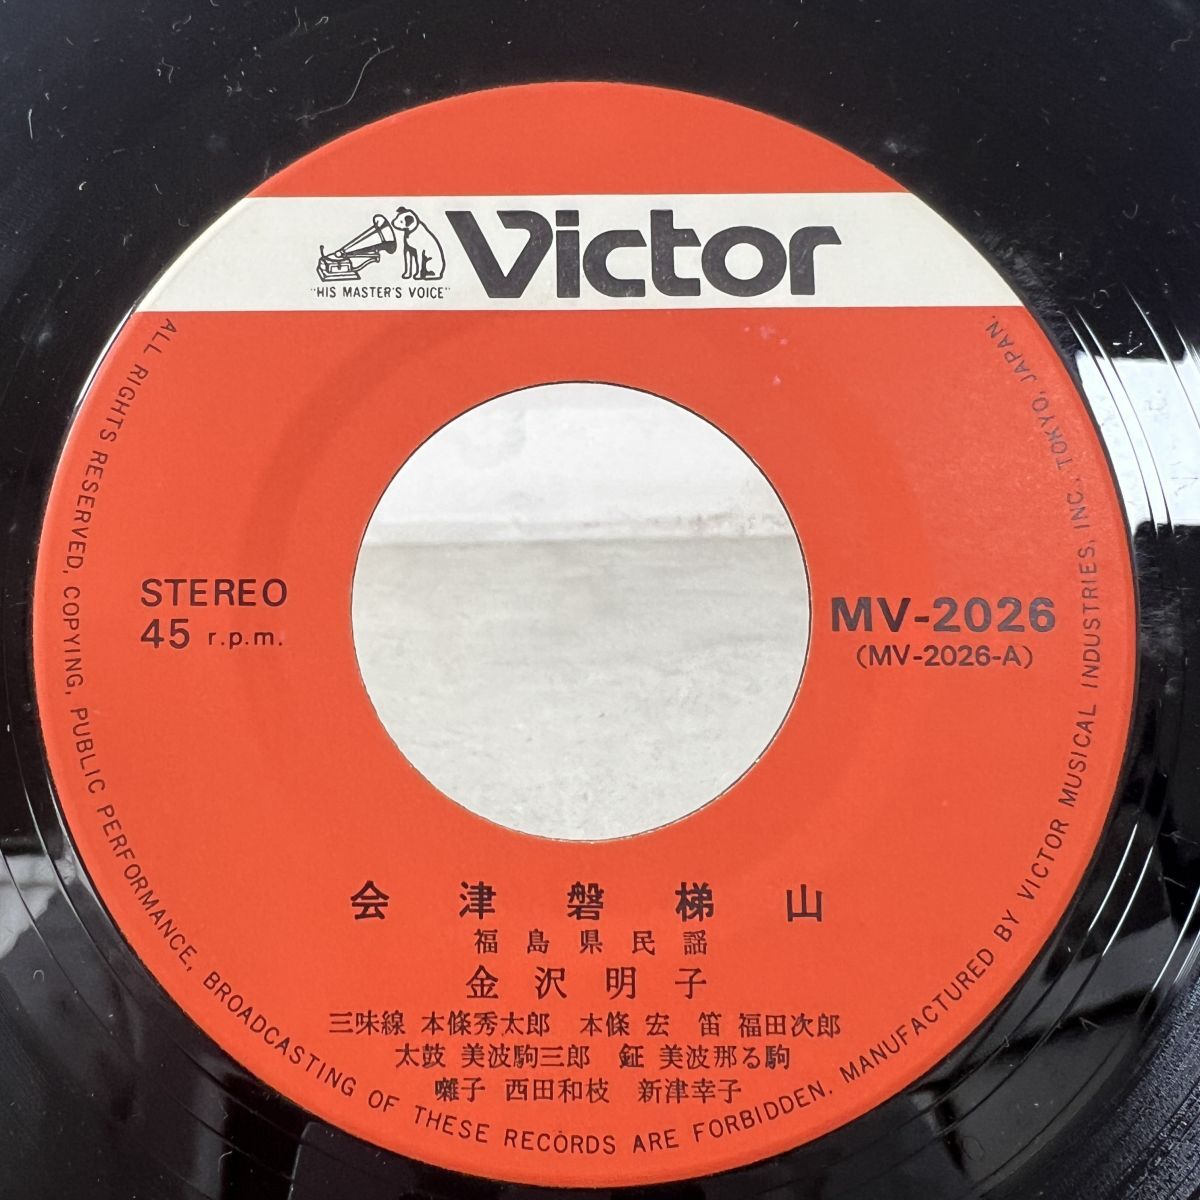 "HIS MASTER'S VOICE"
Victor
ALL RIGHTS RESERVED, COPYING, PUBLIC PERFORMANCE, BROADCASTING OF THESE RECORDS ARE FORBIDDEN. MANUFACTURED BY VICTOR MUSICAL INDUSTRIES, INC., TOKYO, JAPAN.
STEREO
45 r.p.m.
MV-2026
(MV-2026-A)
会津磐梯山
福島県民謡
金沢明子
三味線 本條秀太郎 本條 宏 笛 福田次郎
太鼓 美波駒三郎 鉦 美波那る駒
囃子 西田和枝 新津幸子